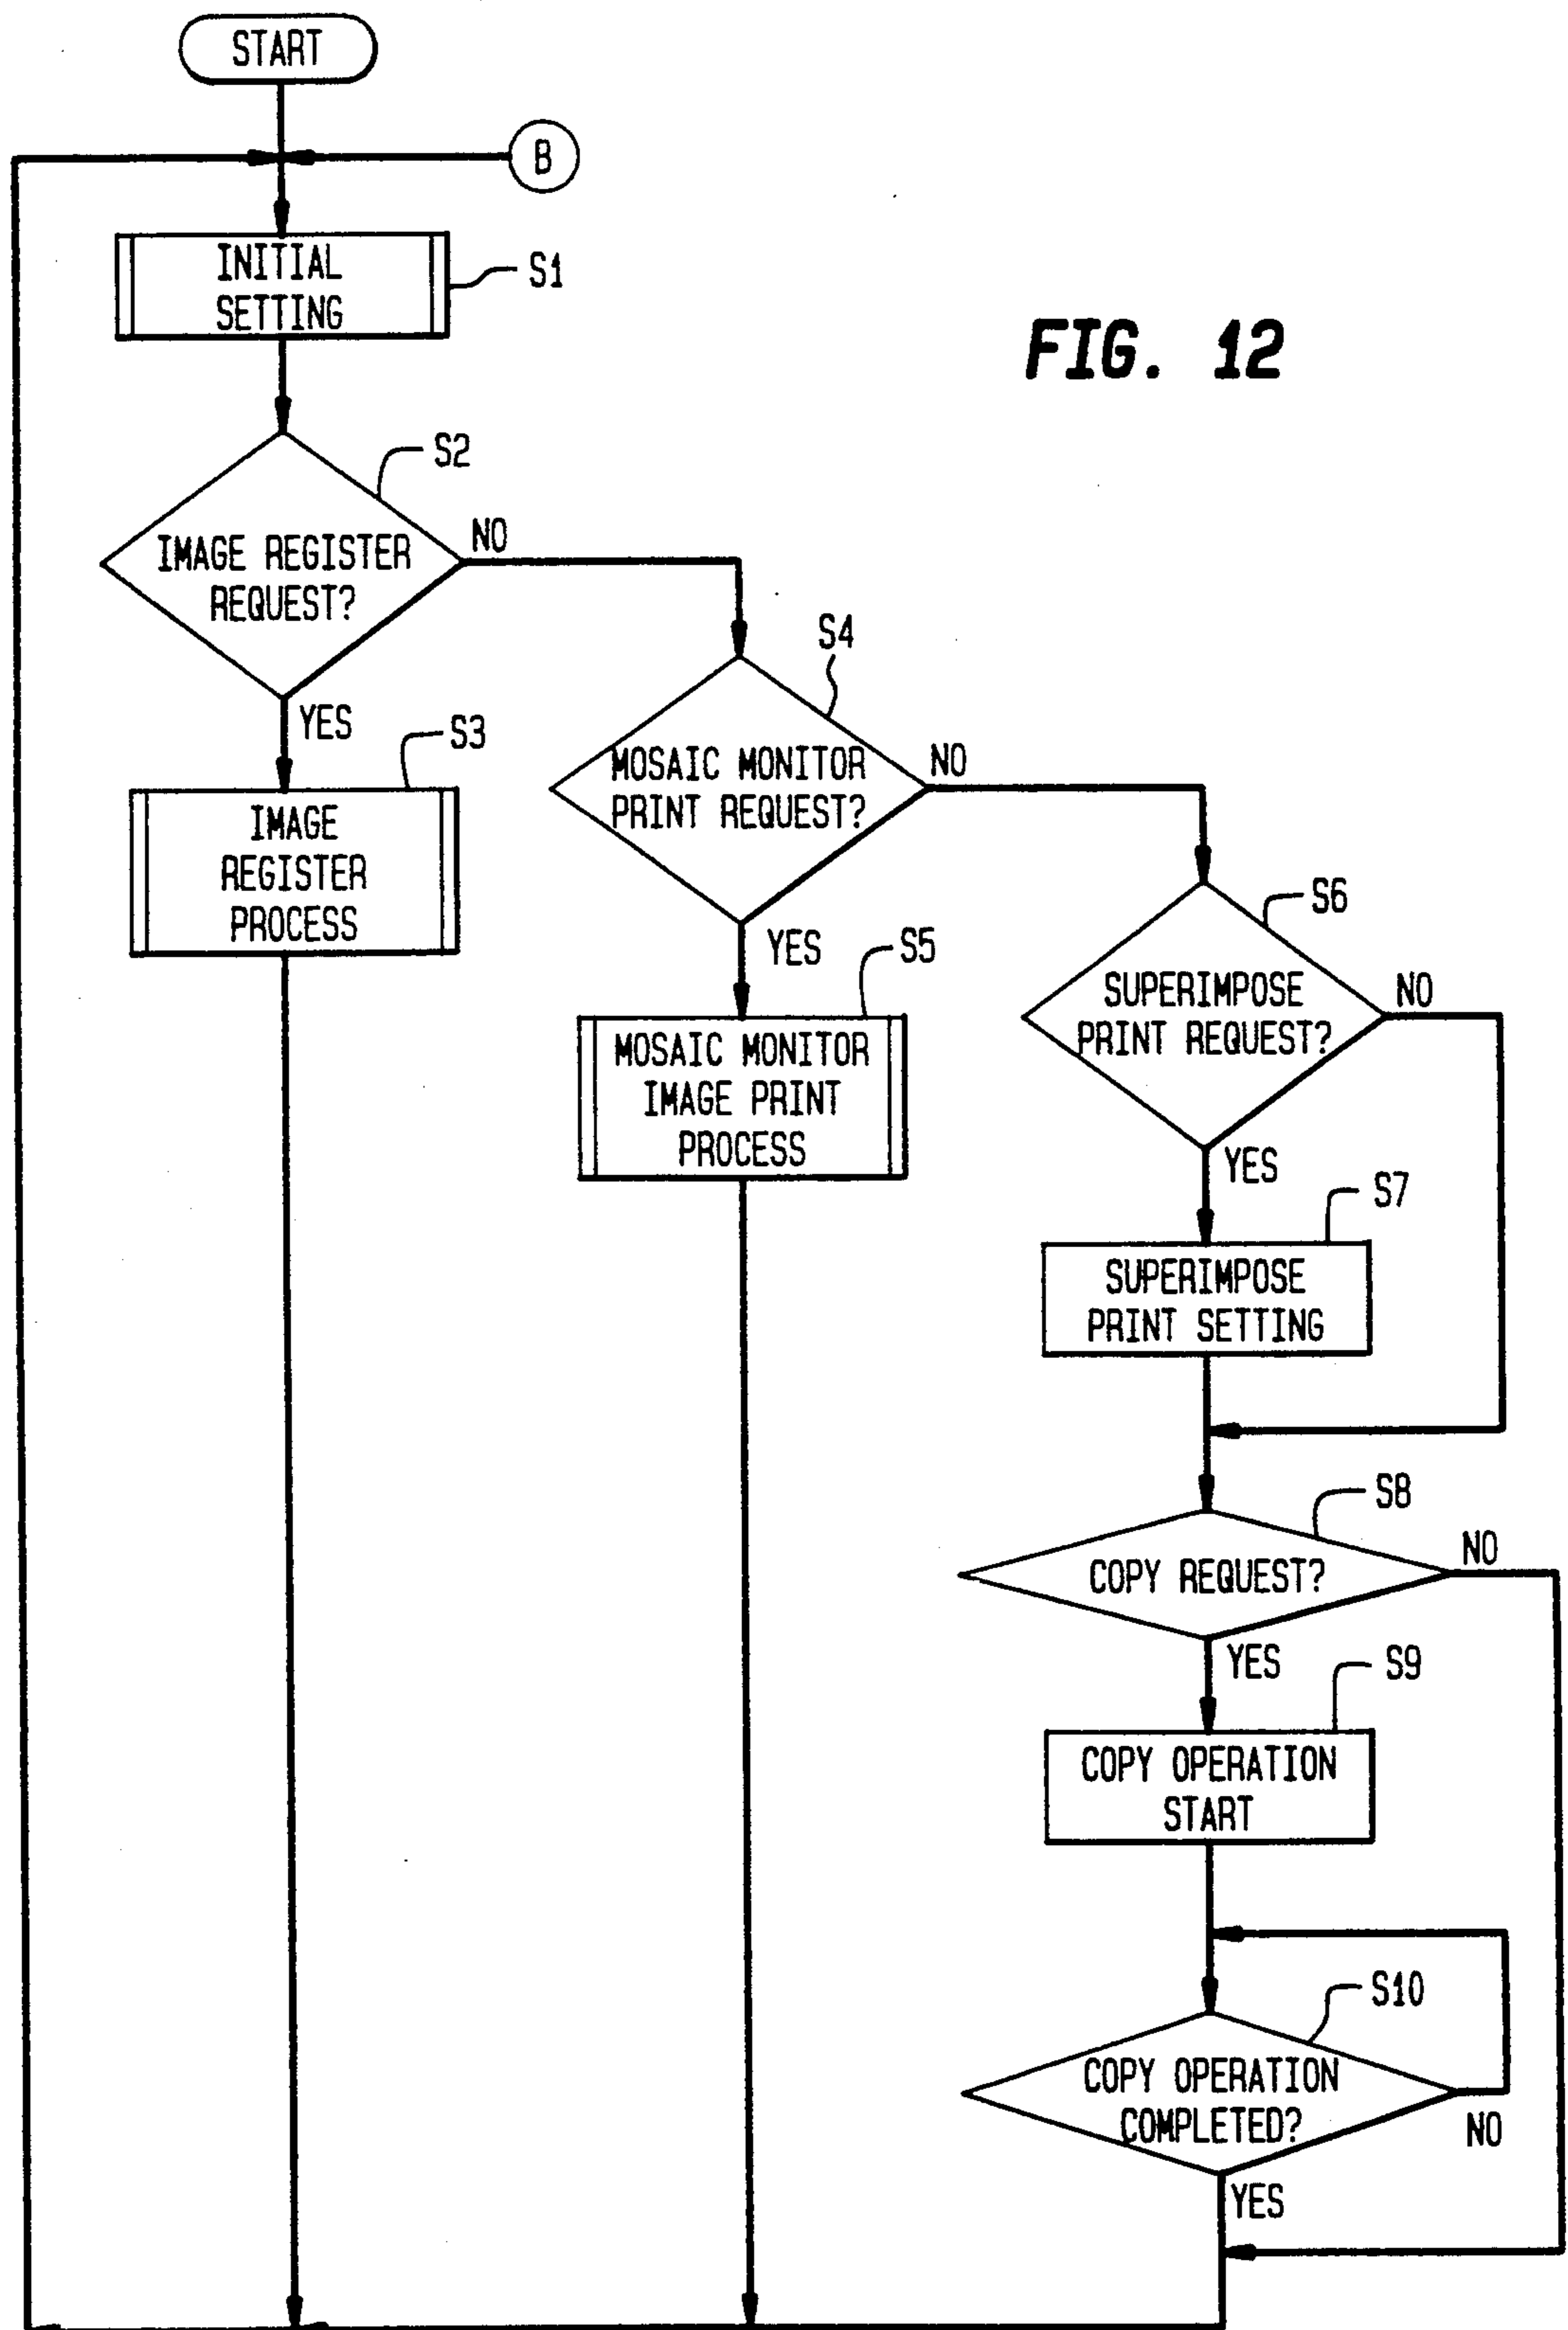 START
B
INITIAL
SETTING
S1
FIG. 12
S2
IMAGE REGISTER
REQUEST?
NO
YES
S3
IMAGE
REGISTER
PROCESS
S4
MOSAIC MONITOR
PRINT REQUEST?
NO
YES
S5
MOSAIC MONITOR
IMAGE PRINT
PROCESS
S6
SUPERIMPOSE
PRINT REQUEST?
NO
YES
S7
SUPERIMPOSE
PRINT SETTING
S8
COPY REQUEST?
NO
YES
S9
COPY OPERATION
START
S10
COPY OPERATION
COMPLETED?
NO
YES